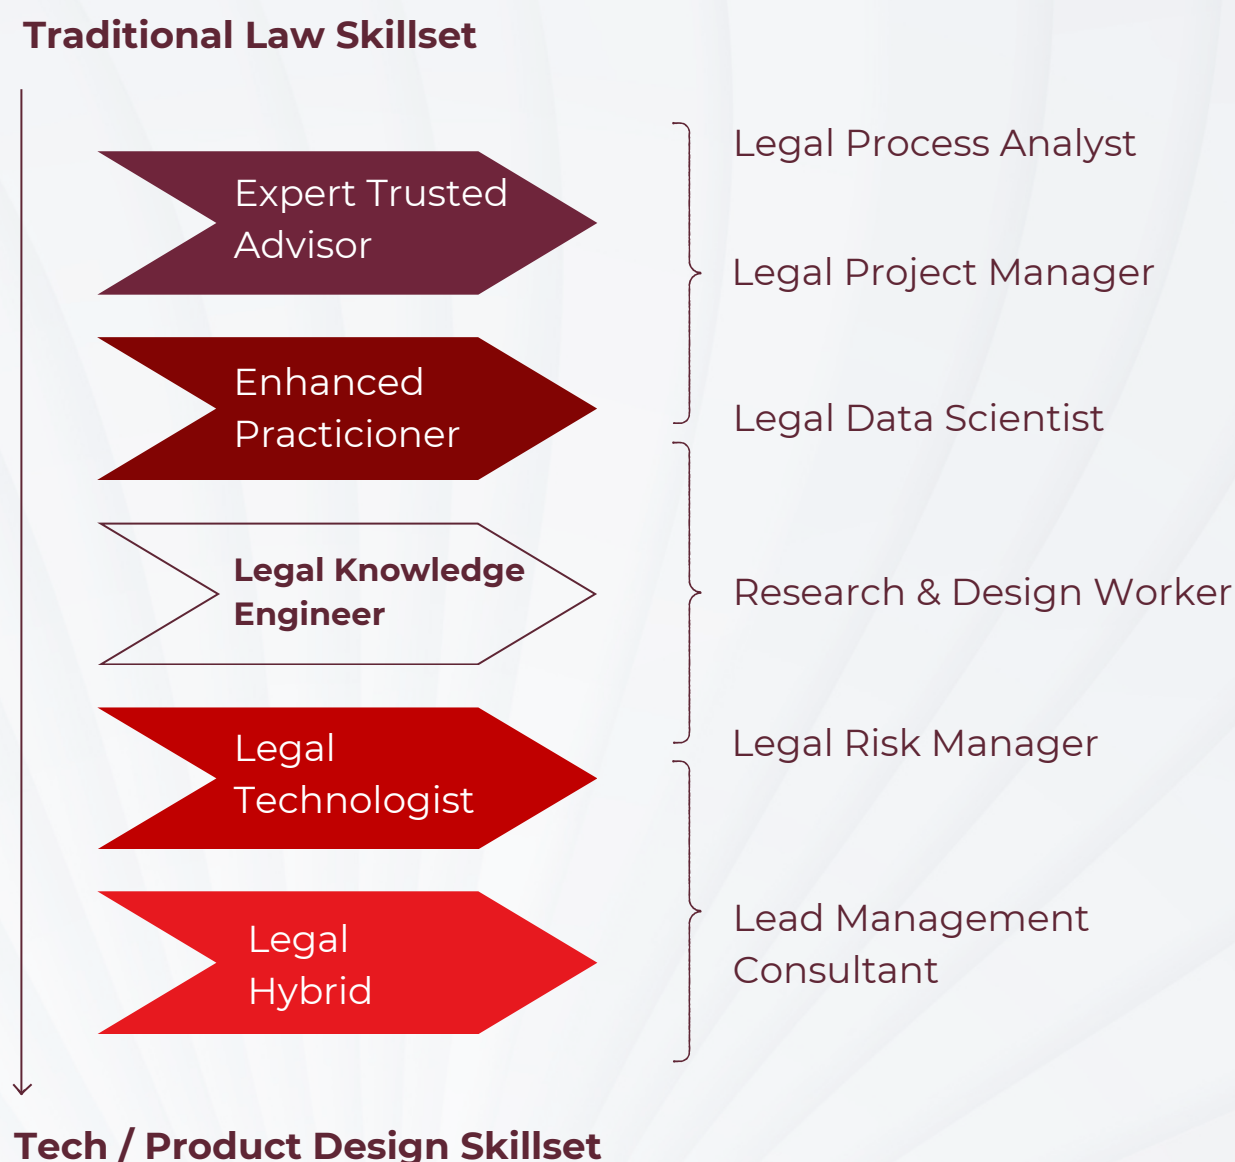 Traditional Law Skillset
Expert Trusted
Advisor
Enhanced
Practicioner
Legal Knowledge
Engineer
Legal
Technologist
Legal
Hybrid
Legal Process Analyst
Legal Project Manager
Legal Data Scientist
Research & Design Worker
Legal Risk Manager
Lead Management
Consultant
Tech / Product Design Skillset